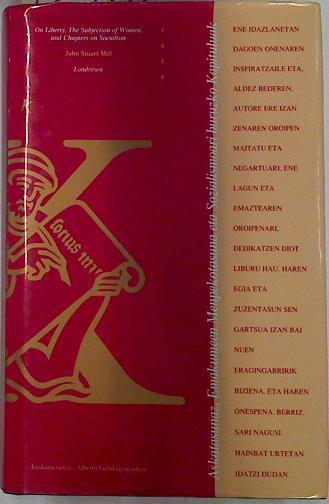 On Liberty, The Subjection of Women,
and Chapters on Socialism
John Stuart Mill
Londresen
1
8
7
9
K
Askatasunaz, Emakumeen Menpekotasuna eta Sozialismoari buruzko Kapituluak
ENE IDAZLANETAN
DAGOEN ONENAREN
INSPIRATZAILE ETA,
ALDEZ BEDEREN,
AUTORE ERE IZAN
ZENAREN OROIPEN
MAITATU ETA
NEGARTUARI, ENE
LAGUN ETA
EMAZTEAREN
OROIPENARI,
DEDIKATZEN DIOT
LIBURU HAU. HAREN
EGIA ETA
ZUZENTASUN SEN
GARTSUA IZAN BAI
NUEN
ERAGINGARRIRIK
BIZIENA, ETA HAREN
ONESPENA, BERRIZ,
SARI NAGUSI.
HAINBAT URTETAN
IDATZI DUDAN
Euskaratzailea: Alberto